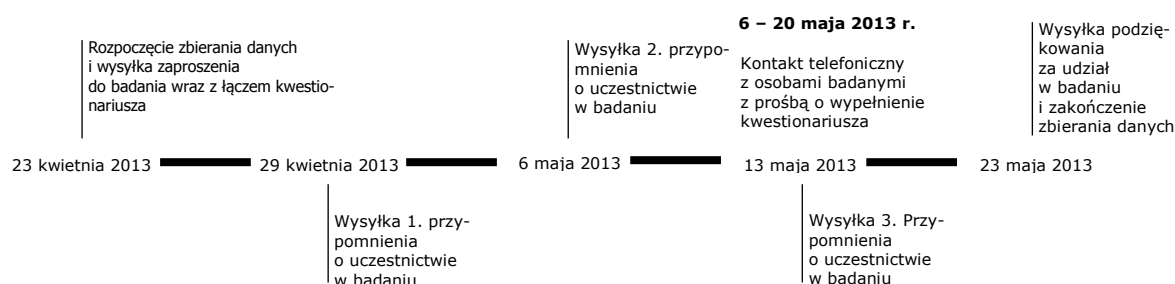 Rozpoczęcie zbierania danych
i wysyłka zaproszenia
do badania wraz z łączem kwestio-
nariusza
Wysyłka 2. przypo-
mnienia
o uczestnictwie
w badaniu
6 – 20 maja 2013 r.
Kontakt telefoniczny
z osobami badanymi
z prośbą o wypełnienie
kwestionariusza
Wysyłka podzię-
kowania
za udział
w badaniu
i zakończenie
zbierania danych
23 kwietnia 2013
29 kwietnia 2013
6 maja 2013
13 maja 2013
23 maja 2013
Wysyłka 1. przy-
pomnienia
o uczestnictwie
w badaniu
Wysyłka 3. Przy-
pomnienia
o uczestnictwie
w badaniu